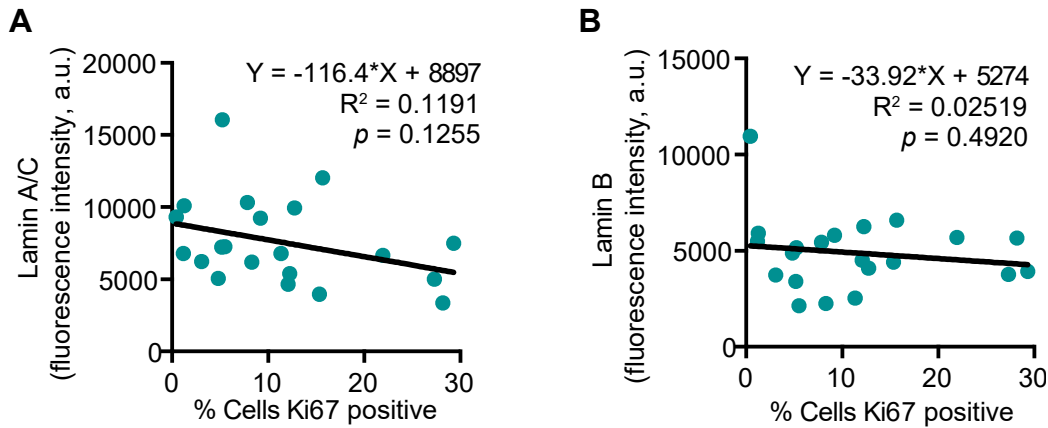 A
Lamin A/C
(fluorescence intensity, a.u.)
20000
15000
10000
5000
0
Y = -116.4*X + 8897
R² = 0.1191
p = 0.1255
0 10 20 30
% Cells Ki67 positive
B
Lamin B
(fluorescence intensity, a.u.)
15000
10000
5000
0
Y = -33.92*X + 5274
R² = 0.02519
p = 0.4920
0 10 20 30
% Cells Ki67 positive